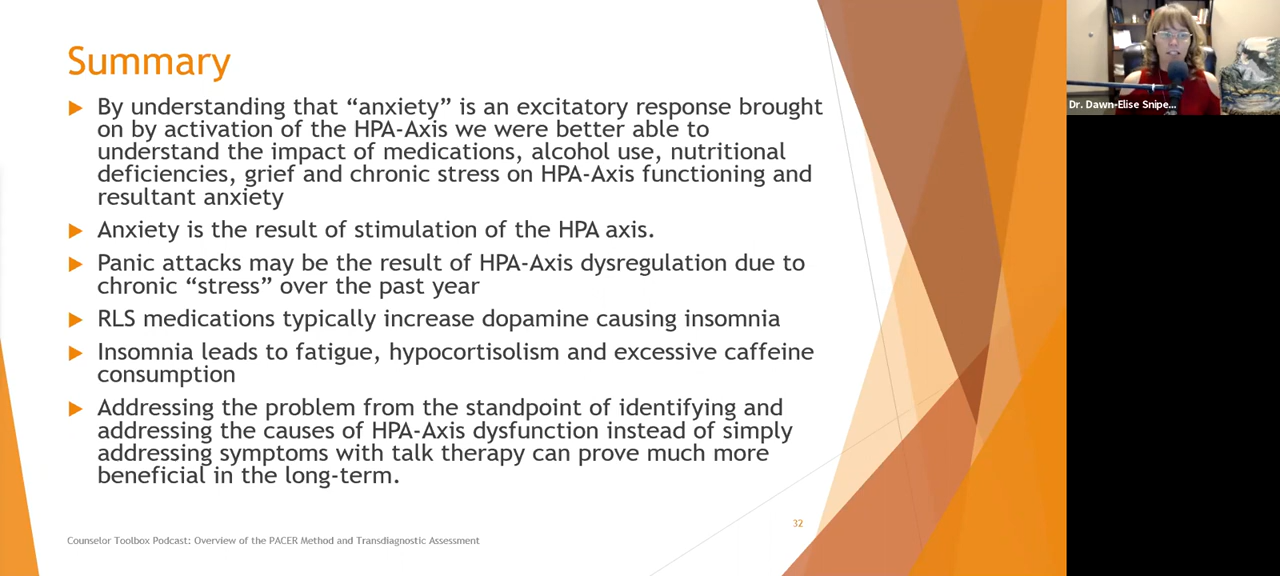 Summary
By understanding that “anxiety” is an excitatory response brought
on by activation of the HPA-Axis we were better able to
understand the impact of medications, alcohol use, nutritional
deficiencies, grief and chronic stress on HPA-Axis functioning and
resultant anxiety
Anxiety is the result of stimulation of the HPA axis.
Panic attacks may be the result of HPA-Axis dysregulation due to
chronic “stress” over the past year
RLS medications typically increase dopamine causing insomnia
Insomnia leads to fatigue, hypocortisolism and excessive caffeine
consumption
Addressing the problem from the standpoint of identifying and
addressing the causes of HPA-Axis dysfunction instead of simply
addressing symptoms with talk therapy can prove much more
beneficial in the long-term.
32
Counselor Toolbox Podcast: Overview of the PACER Method and Transdiagnostic Assessment
Dr. Dawn-Elise Snipe...